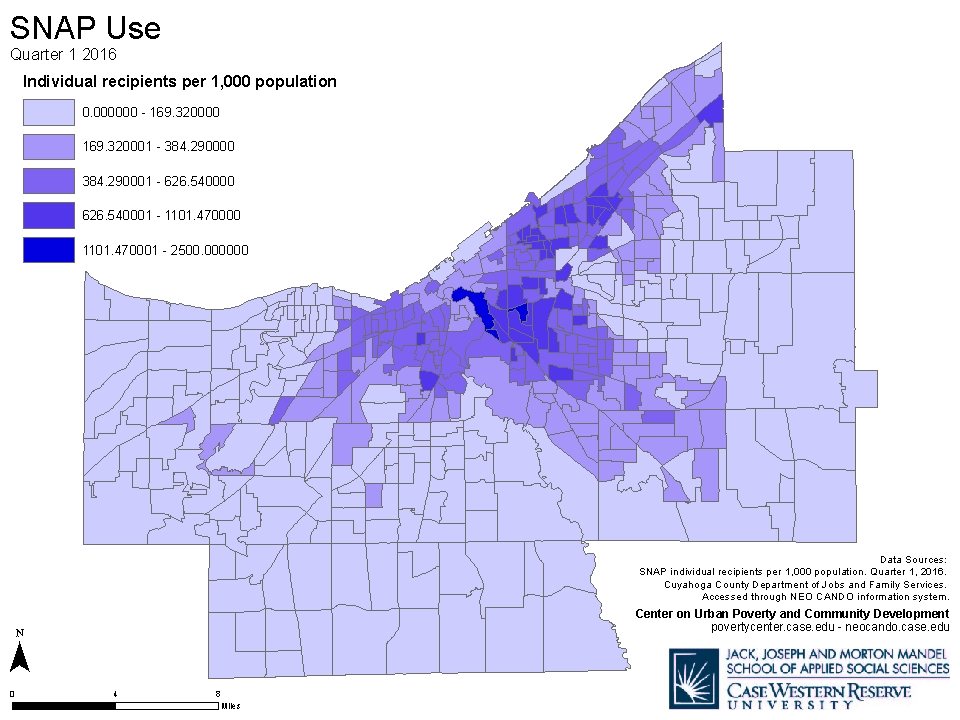 SNAP Use
Quarter 1 2016
Individual recipients per 1,000 population
0.000000 - 169.320000
169.320001 - 384.290000
384.290001 - 626.540000
626.540001 - 1101.470000
1101.470001 - 2500.000000
Data Sources:
SNAP individual recipients per 1,000 population. Quarter 1, 2016.
Cuyahoga County Department of Jobs and Family Services.
Accessed through NEO CANDO information system.
Center on Urban Poverty and Community Development
povertycenter.case.edu - neocando.case.edu
N
0 4 8
Miles
JACK, JOSEPH AND MORTON MANDEL
SCHOOL OF APPLIED SOCIAL SCIENCES
CASE WESTERN RESERVE
UNIVERSITY